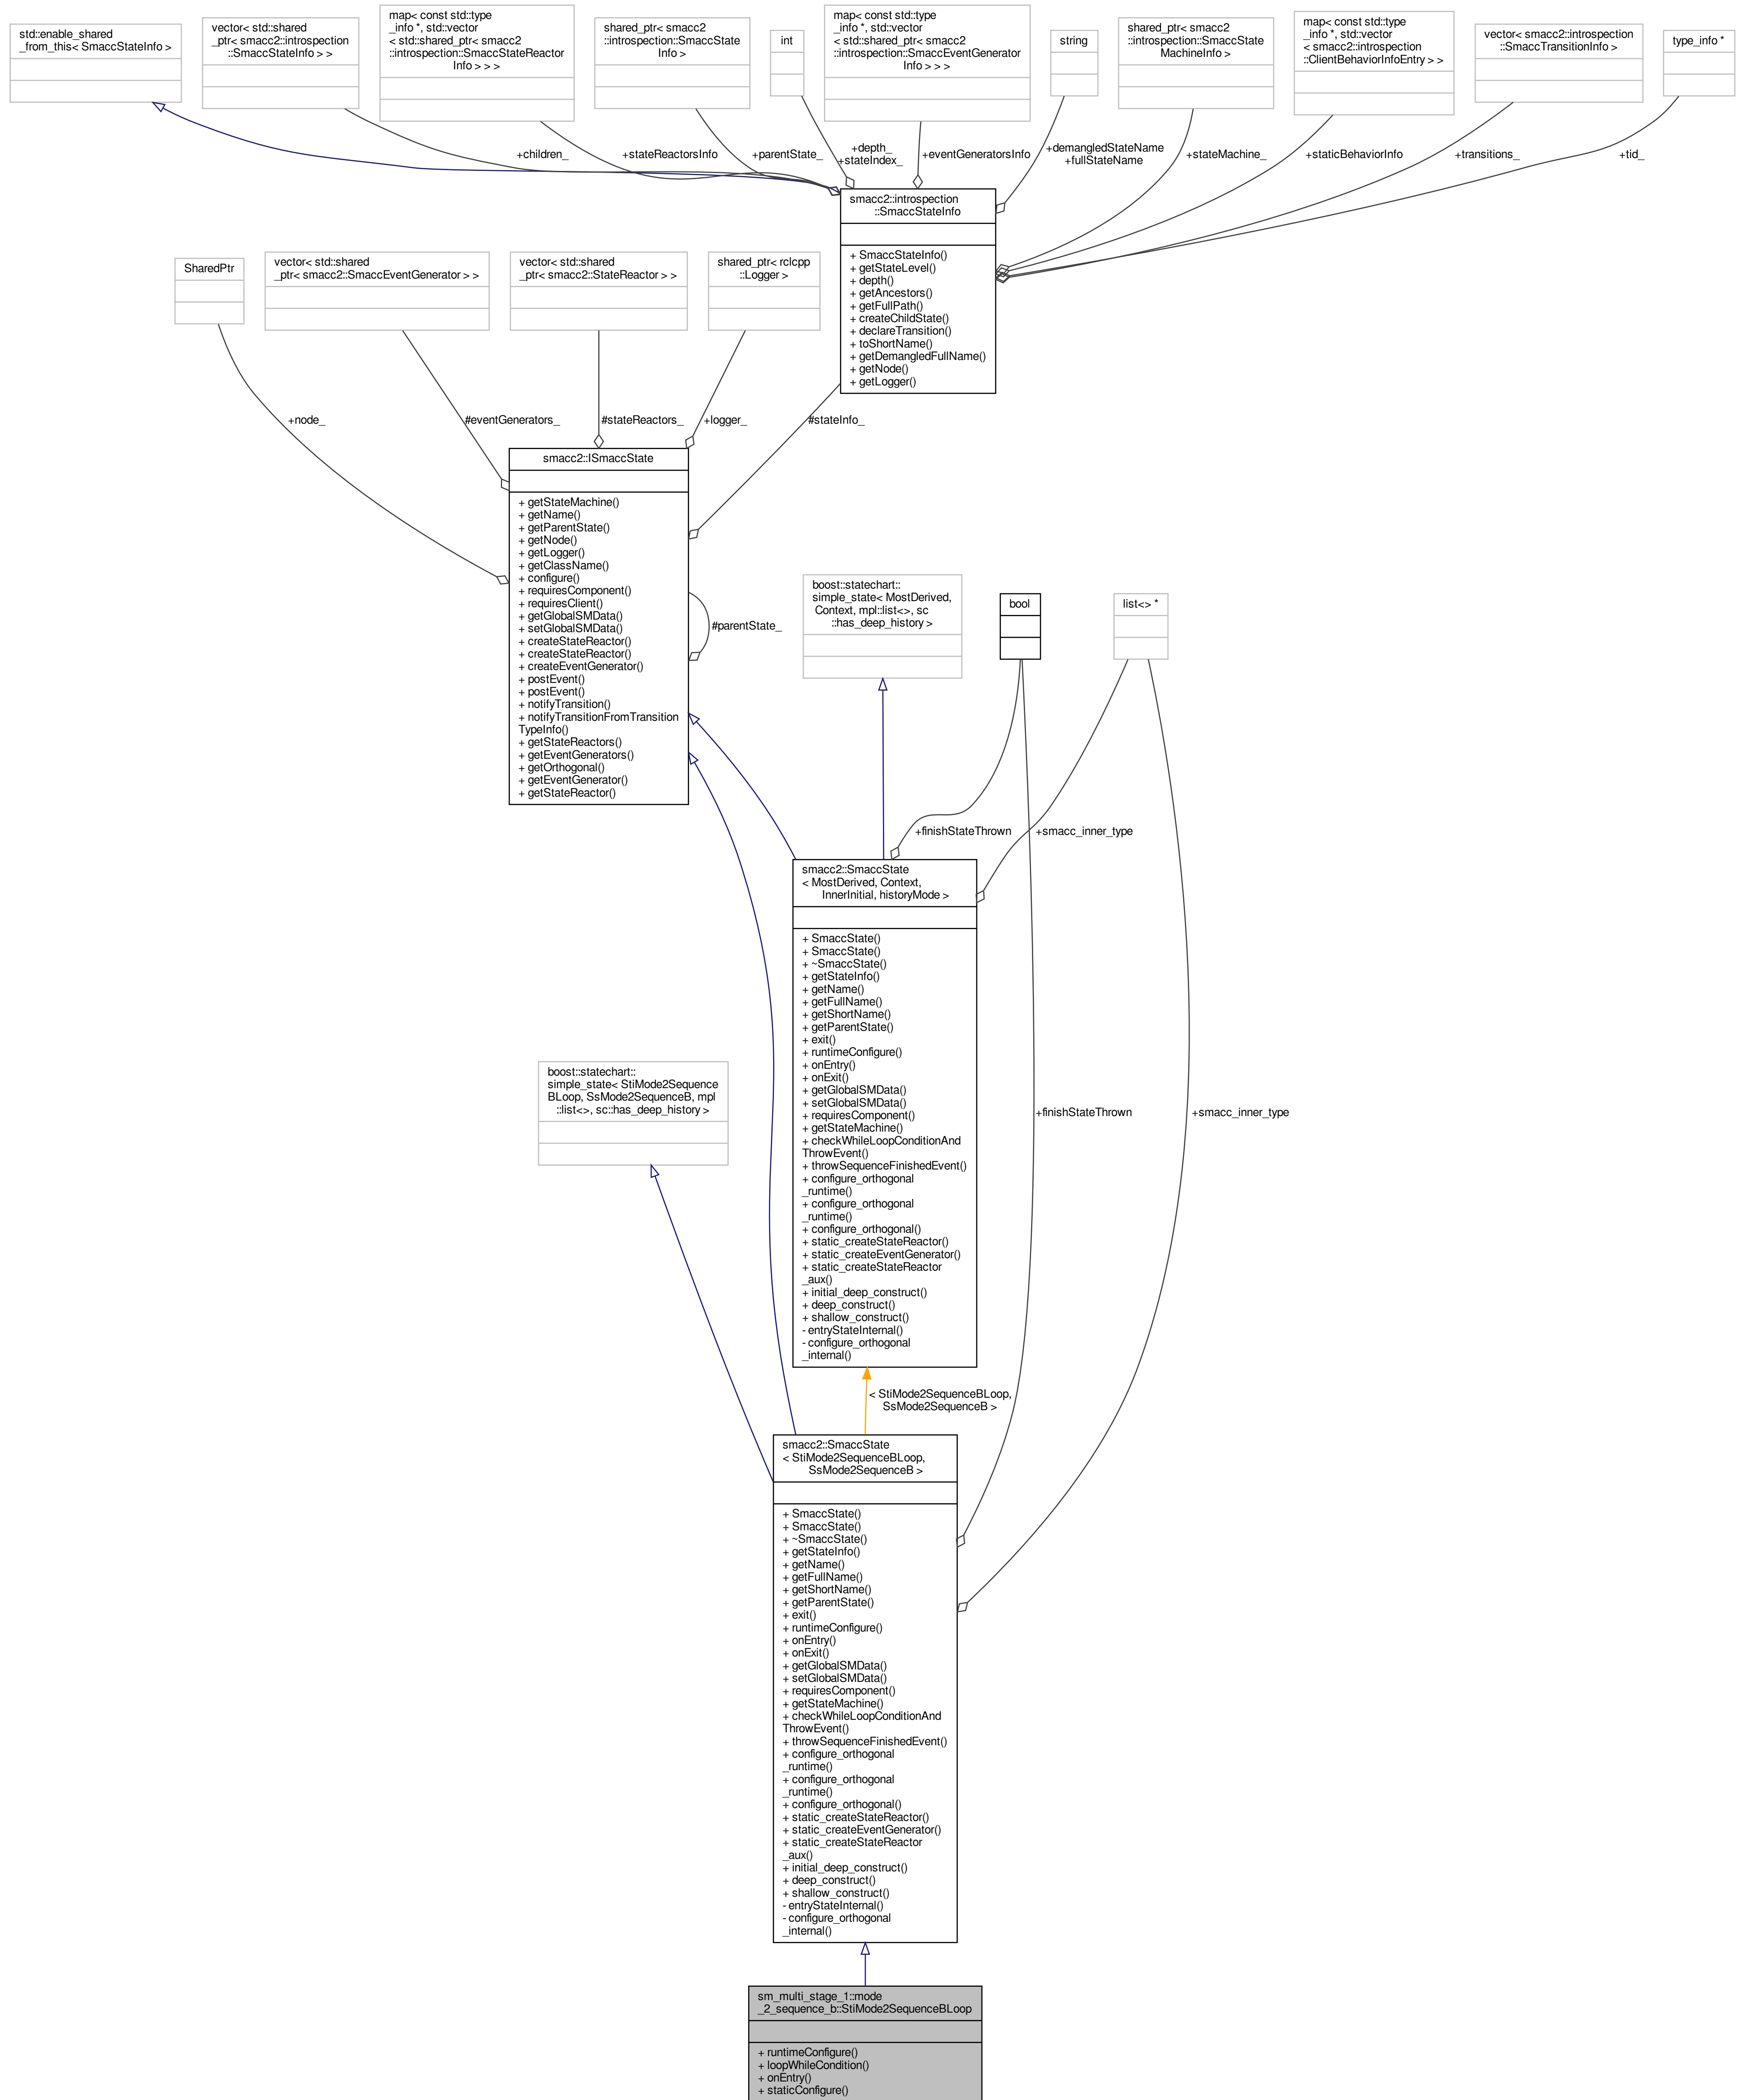 std::enable_shared
_from_this< SmaccStateInfo >
vector< std::shared
_ptr< smacc2::introspection
::SmaccStateInfo > >
map< const std::type
_info *, std::vector
< std::shared_ptr< smacc2
::introspection::SmaccStateReactor
Info > > >
shared_ptr< smacc2
::introspection::SmaccState
Info >
int
map< const std::type
_info *, std::vector
< std::shared_ptr< smacc2
::introspection::SmaccEventGenerator
Info > > >
string
shared_ptr< smacc2
::introspection::SmaccState
MachineInfo >
map< const std::type
_info *, std::vector
< smacc2::introspection
::ClientBehaviorInfoEntry > >
vector< smacc2::introspection
::SmaccTransitionInfo >
type_info *
+children_
+stateReactorsInfo
+parentState_
+depth_
+stateIndex_
+eventGeneratorsInfo
+demangledStateName
+fullStateName
+stateMachine_
+staticBehaviorInfo
+transitions_
+tid_
smacc2::introspection
::SmaccStateInfo
+ SmaccStateInfo()
+ getStateLevel()
+ depth()
+ getAncestors()
+ getFullPath()
+ createChildState()
+ declareTransition()
+ toShortName()
+ getDemangledFullName()
+ getNode()
+ getLogger()
SharedPtr
vector< std::shared
_ptr< smacc2::SmaccEventGenerator > >
vector< std::shared
_ptr< smacc2::StateReactor > >
shared_ptr< rclcpp
::Logger >
+node_
#eventGenerators_
#stateReactors_
+logger_
#stateInfo_
smacc2::ISmaccState
+ getStateMachine()
+ getName()
+ getParentState()
+ getNode()
+ getLogger()
+ getClassName()
+ configure()
+ requiresComponent()
+ requiresClient()
+ getGlobalSMData()
+ setGlobalSMData()
+ createStateReactor()
+ createStateReactor()
+ createEventGenerator()
+ postEvent()
+ postEvent()
+ notifyTransition()
+ notifyTransitionFromTransition
TypeInfo()
+ getStateReactors()
+ getEventGenerators()
+ getOrthogonal()
+ getEventGenerator()
+ getStateReactor()
#parentState_
boost::statechart::
simple_state< MostDerived,
Context, mpl::list<>, sc
::has_deep_history >
bool
list<> *
+finishStateThrown
+smacc_inner_type
smacc2::SmaccState
< MostDerived, Context,
InnerInitial, historyMode >
+ SmaccState()
+ SmaccState()
+ ~SmaccState()
+ getStateInfo()
+ getName()
+ getFullName()
+ getShortName()
+ getParentState()
+ exit()
+ runtimeConfigure()
+ onEntry()
+ onExit()
+ getGlobalSMData()
+ setGlobalSMData()
+ requiresComponent()
+ getStateMachine()
+ checkWhileLoopConditionAnd
ThrowEvent()
+ throwSequenceFinishedEvent()
+ configure_orthogonal
_runtime()
+ configure_orthogonal
_runtime()
+ configure_orthogonal()
+ static_createStateReactor()
+ static_createEventGenerator()
+ static_createStateReactor
_aux()
+ initial_deep_construct()
+ deep_construct()
+ shallow_construct()
- entryStateInternal()
- configure_orthogonal
_internal()
boost::statechart::
simple_state< StiMode2Sequence
BLoop, SsMode2SequenceB, mpl
::list<>, sc::has_deep_history >
+finishStateThrown
+smacc_inner_type
< StiMode2SequenceBLoop,
SsMode2SequenceB >
smacc2::SmaccState
< StiMode2SequenceBLoop,
SsMode2SequenceB >
+ SmaccState()
+ SmaccState()
+ ~SmaccState()
+ getStateInfo()
+ getName()
+ getFullName()
+ getShortName()
+ getParentState()
+ exit()
+ runtimeConfigure()
+ onEntry()
+ onExit()
+ getGlobalSMData()
+ setGlobalSMData()
+ requiresComponent()
+ getStateMachine()
+ checkWhileLoopConditionAnd
ThrowEvent()
+ throwSequenceFinishedEvent()
+ configure_orthogonal
_runtime()
+ configure_orthogonal
_runtime()
+ configure_orthogonal()
+ static_createStateReactor()
+ static_createEventGenerator()
+ static_createStateReactor
_aux()
+ initial_deep_construct()
+ deep_construct()
+ shallow_construct()
- entryStateInternal()
- configure_orthogonal
_internal()
sm_multi_stage_1::mode
_2_sequence_b::StiMode2SequenceBLoop
+ runtimeConfigure()
+ loopWhileCondition()
+ onEntry()
+ staticConfigure()